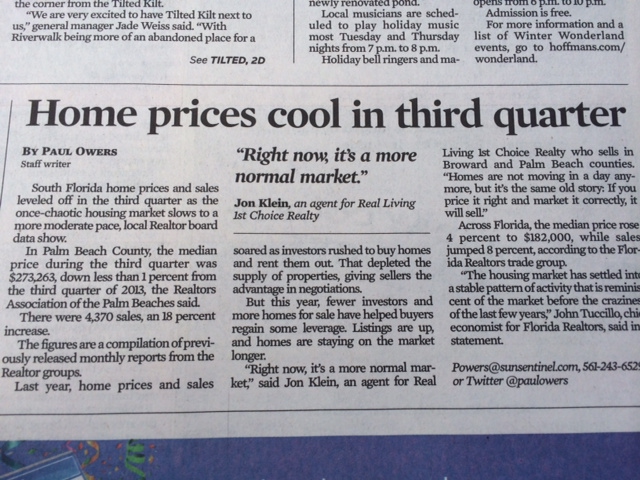 the corner from the Tilted Kilt.
“We are very excited to have Tilted Kilt next to
us,” general manager Jade Weiss said. “With
Riverwalk being more of an abandoned place for a
See TILTED, 2D
newly renovated pond.
Local musicians are sched-
uled to play holiday music
most Tuesday and Thursday
nights from 7 p.m. to 8 p.m.
Holiday bell ringers and ma-
opens from 6 p.m. to 10 p.m.
Admission is free.
For more information and a
list of Winter Wonderland
events, go to hoffmans.com/
wonderland.
Home prices cool in third quarter
BY PAUL OWERS
Staff writer
South Florida home prices and sales
leveled off in the third quarter as the
once-chaotic housing market slows to a
more moderate pace, local Realtor board
data show.
In Palm Beach County, the median
price during the third quarter was
$273,263, down less than 1 percent from
the third quarter of 2013, the Realtors
Association of the Palm Beaches said.
There were 4,370 sales, an 18 percent
increase.
The figures are a compilation of previ-
ously released monthly reports from the
Realtor groups.
Last year, home prices and sales
“Right now, it’s a more
normal market.”
Jon Klein, an agent for Real Living
1st Choice Realty
soared as investors rushed to buy homes
and rent them out. That depleted the
supply of properties, giving sellers the
advantage in negotiations.
But this year, fewer investors and
more homes for sale have helped buyers
regain some leverage. Listings are up,
and homes are staying on the market
longer.
“Right now, it’s a more normal mar-
ket,” said Jon Klein, an agent for Real
Living 1st Choice Realty who sells in
Broward and Palm Beach counties.
“Homes are not moving in a day any-
more, but it’s the same old story: If you
price it right and market it correctly, it
will sell.”
Across Florida, the median price rose
4 percent to $182,000, while sales
jumped 8 percent, according to the Flor-
ida Realtors trade group.
“The housing market has settled into
a stable pattern of activity that is reminis
cent of the market before the crazines
of the last few years,” John Tuccillo, chi
economist for Florida Realtors, said in
statement.
Powers@sunsentinel.com, 561-243-652
or Twitter @paulowers